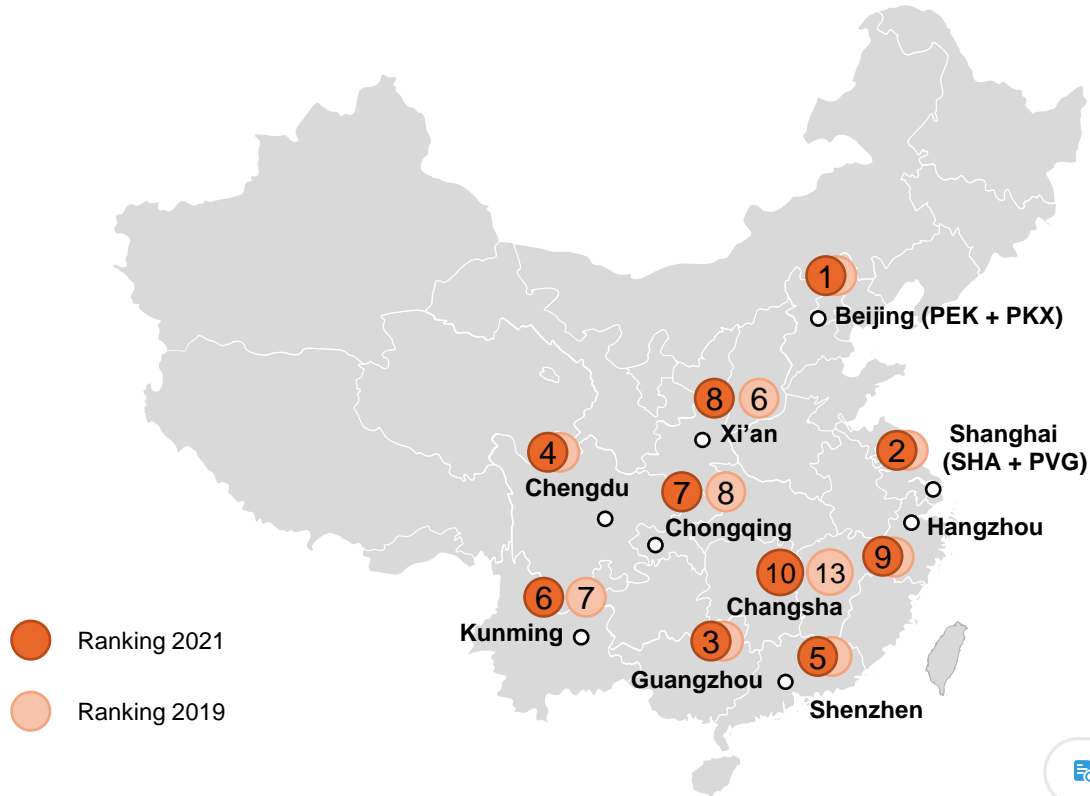 1
Beijing (PEK + PKX)
8 6
Xi’an
4
Chengdu
2
Shanghai
(SHA + PVG)
7 8
Chongqing
Hangzhou
9
10 13
Changsha
6 7
Kunming
3
Guangzhou
5
Shenzhen
Ranking 2021
Ranking 2019